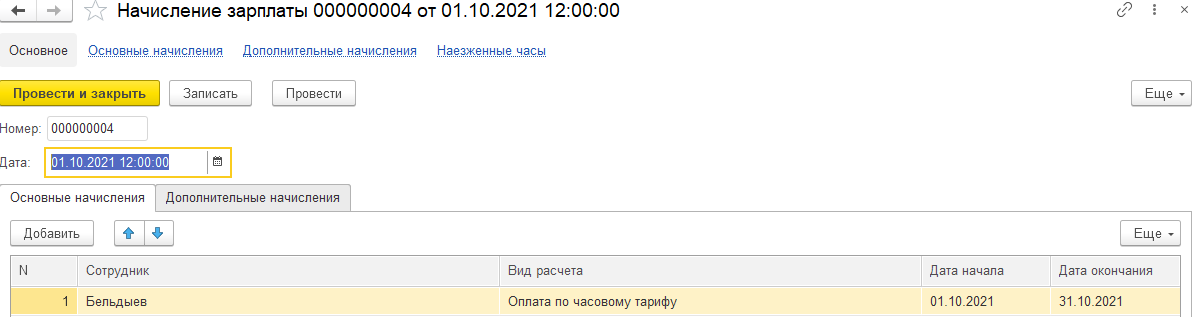 Начисление зарплаты 000000004 от 01.10.2021 12:00:00
Основное Основные начисления Дополнительные начисления Наезженные часы
Провести и закрыть Записать Провести Еще
Номер: 000000004
Дата: 01.10.2021 12:00:00
Основные начисления Дополнительные начисления
Добавить Еще
N Сотрудник Вид расчета Дата начала Дата окончания
1 Бельдыев Оплата по часовому тарифу 01.10.2021 31.10.2021